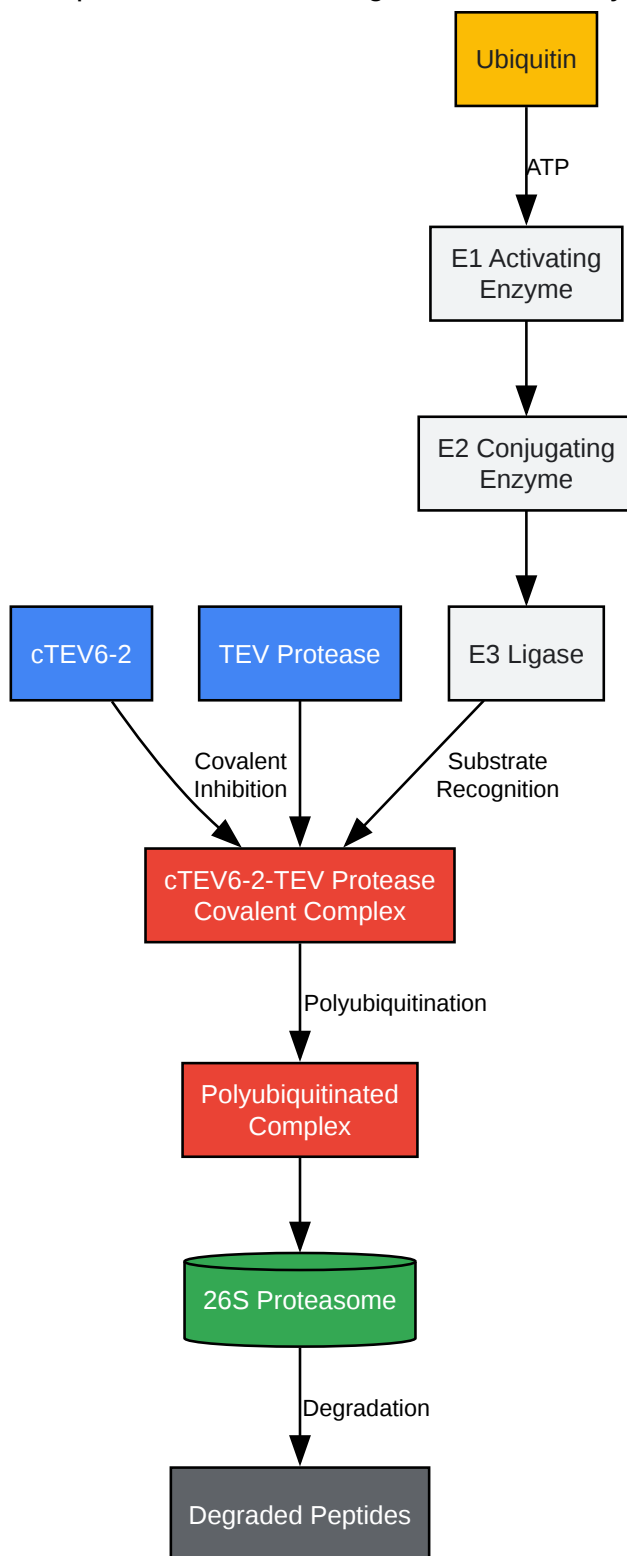 Ubiquitin
ATP
E1 Activating
Enzyme
E2 Conjugating
Enzyme
cTEV6-2
TEV Protease
E3 Ligase
Covalent
Inhibition
Substrate
Recognition
cTEV6-2-TEV Protease
Covalent Complex
Polyubiquitination
Polyubiquitinated
Complex
26S Proteasome
Degradation
Degraded Peptides